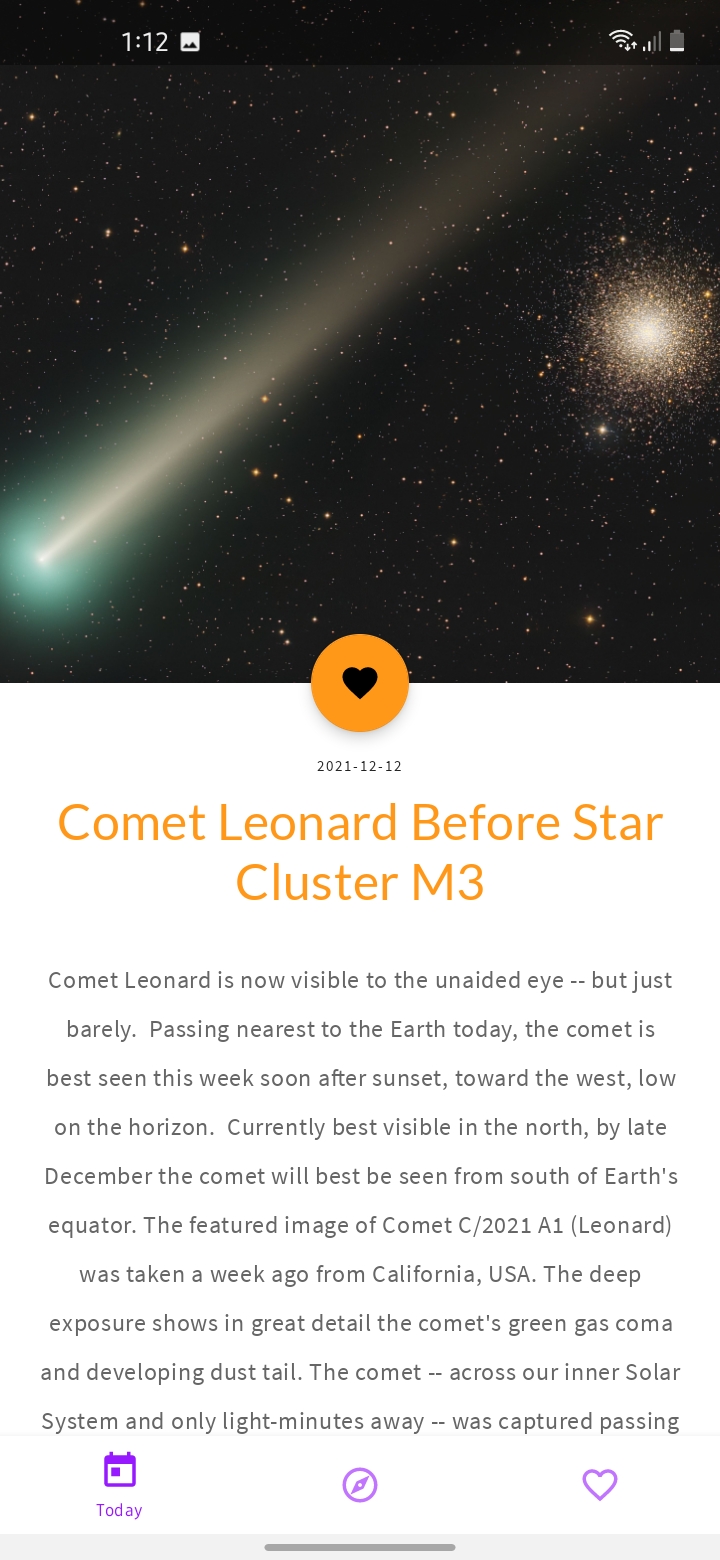 1:12
2021-12-12
Comet Leonard Before Star
Cluster M3
Comet Leonard is now visible to the unaided eye -- but just
barely.  Passing nearest to the Earth today, the comet is
best seen this week soon after sunset, toward the west, low
on the horizon.  Currently best visible in the north, by late
December the comet will best be seen from south of Earth's
equator. The featured image of Comet C/2021 A1 (Leonard)
was taken a week ago from California, USA. The deep
exposure shows in great detail the comet's green gas coma
and developing dust tail. The comet -- across our inner Solar
System and only light-minutes away -- was captured passing
Today